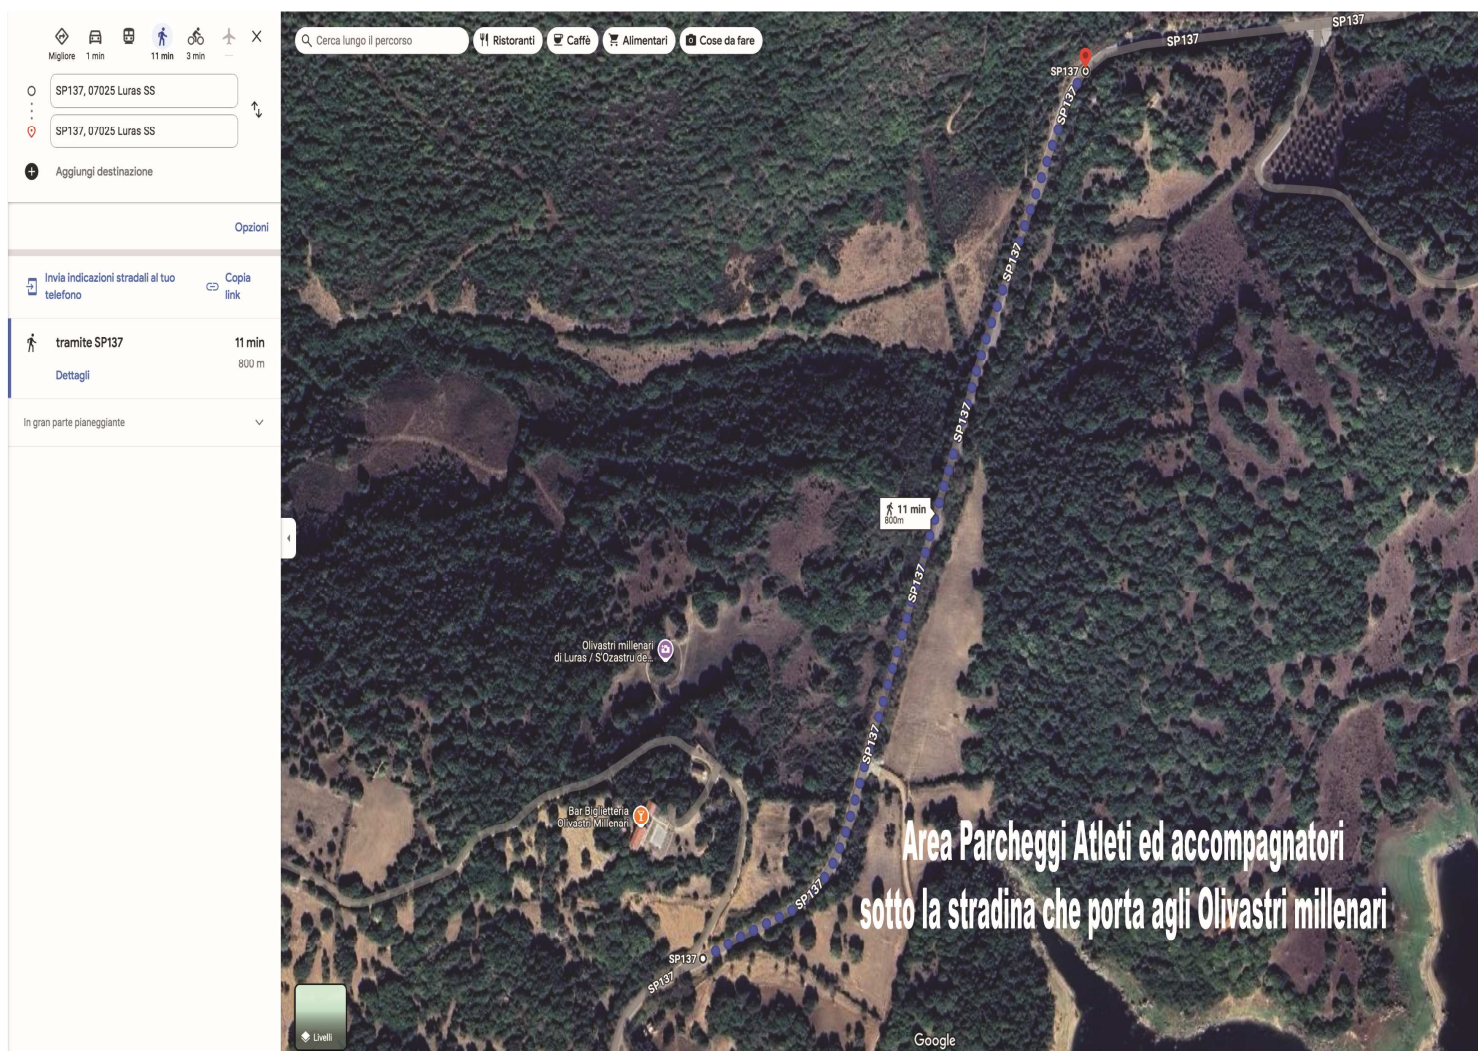 Migliore
1 min
11 min
3 min
SP137, 07025 Luras SS
SP137, 07025 Luras SS
Aggiungi destinazione
Opzioni
Invia indicazioni stradali al tuo
telefono
Copia
link
tramite SP137
11 min
800 m
Dettagli
In gran parte pianeggiante
Cerca lungo il percorso
Ristoranti
Caffè
Alimentari
Cose da fare
SP137
SP137
SP137
SP137
SP137
SP137
11 min
800m
SP137
Olivastri millenari
di Luras / S'Ozastru de...
SP137
Bar Biglietteria
Olivastri Millenari
Area Parcheggi Atleti ed accompagnatori
sotto la stradina che porta agli Olivastri millenari
SP137
SP137
SP137
Livelli
Google